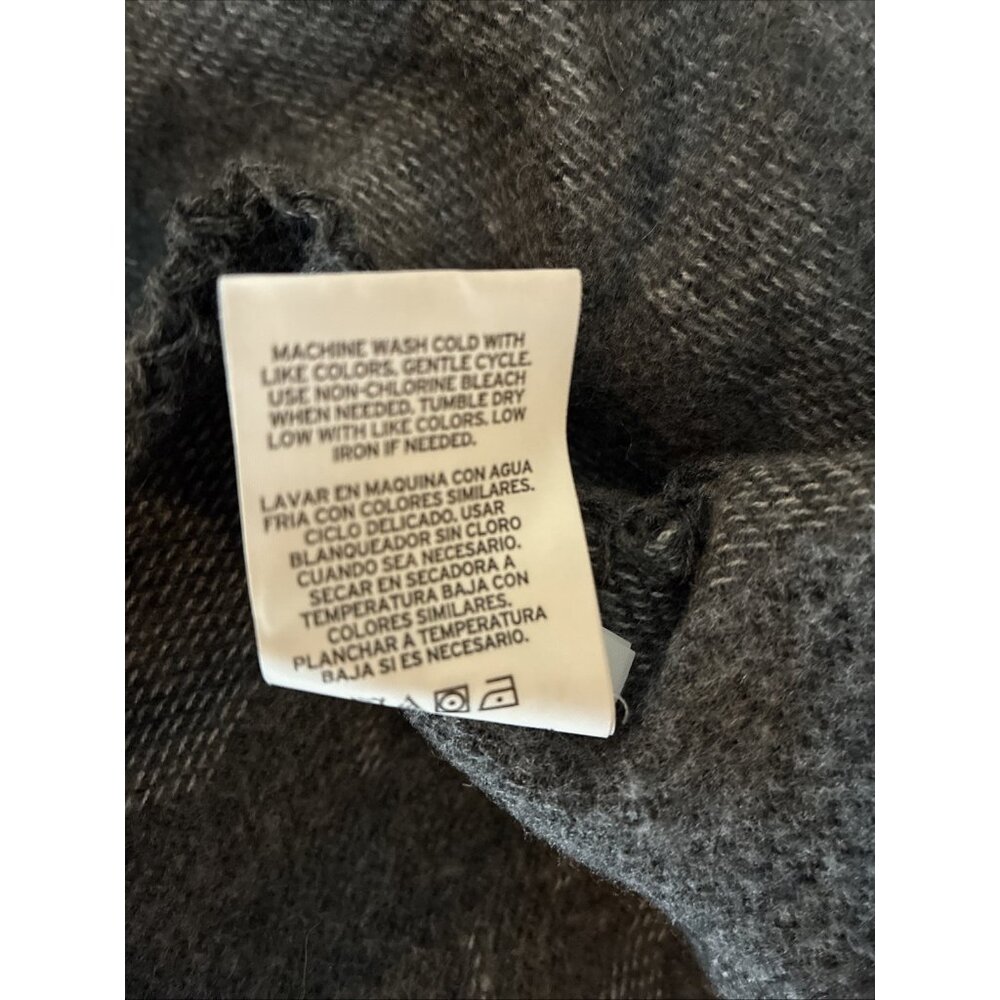 MACHINE WASH COLD WITH
LIKE COLORS. GENTLE CYCLE.
USE NON-CHLORINE BLEACH
WHEN NEEDED. TUMBLE DRY
LOW WITH LIKE COLORS. LOW
IRON IF NEEDED.
LAVAR EN MAQUINA CON AGUA
FRIA CON COLORES SIMILARES.
CICLO DELICADO. USAR
BLANQUEADOR SIN CLORO
CUANDO SEA NECESARIO.
SECAR EN SECADORA A
TEMPERATURA BAJA CON
COLORES SIMILARES.
PLANCHAR A TEMPERATURA
BAJA SI ES NECESARIO.